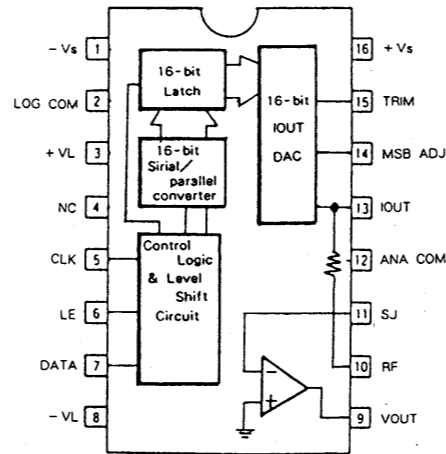 - Vs 1
LOG COM 2
+ VL 3
NC 4
CLK 5
LE 6
DATA 7
- VL 8
16-bit
Latch
16-bit
Sirial/
parallel
converter
Control
Logic
& Level
Shift
Circuit
16-bit
IOUT
DAC
16 + Vs
15 TRIM
14 MSB ADJ
13 IOUT
12 ANA COM
11 SJ
10 RF
9 VOUT
-
+